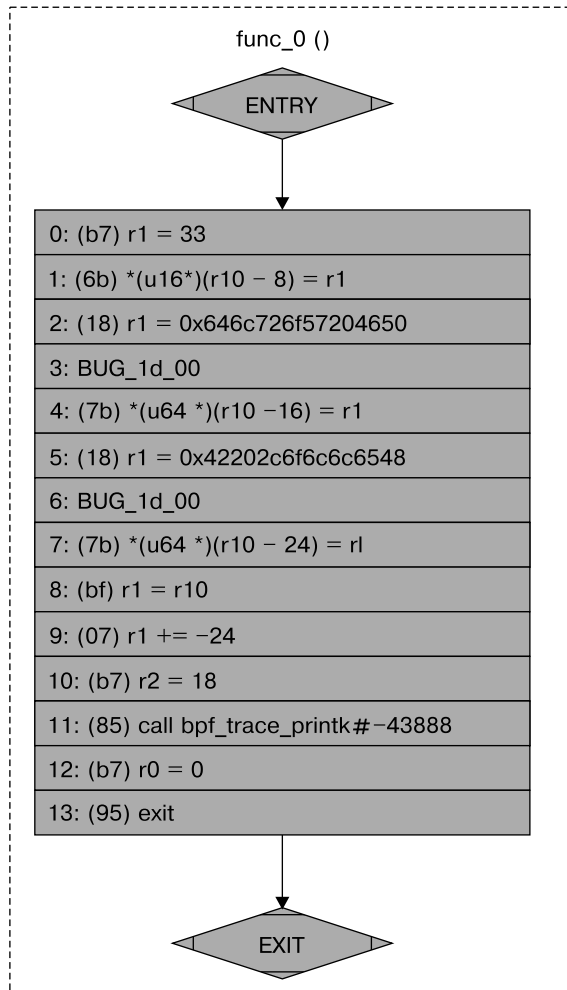 func_0 ()
ENTRY
0: (b7) r1 = 33
1: (6b) *(u16*)(r10 − 8) = r1
2: (18) r1 = 0x646c726f57204650
3: BUG_1d_00
4: (7b) *(u64 *)(r10 −16) = r1
5: (18) r1 = 0x42202c6f6c6c6548
6: BUG_1d_00
7: (7b) *(u64 *)(r10 − 24) = rl
8: (bf) r1 = r10
9: (07) r1 += −24
10: (b7) r2 = 18
11: (85) call bpf_trace_printk#−43888
12: (b7) r0 = 0
13: (95) exit
EXIT